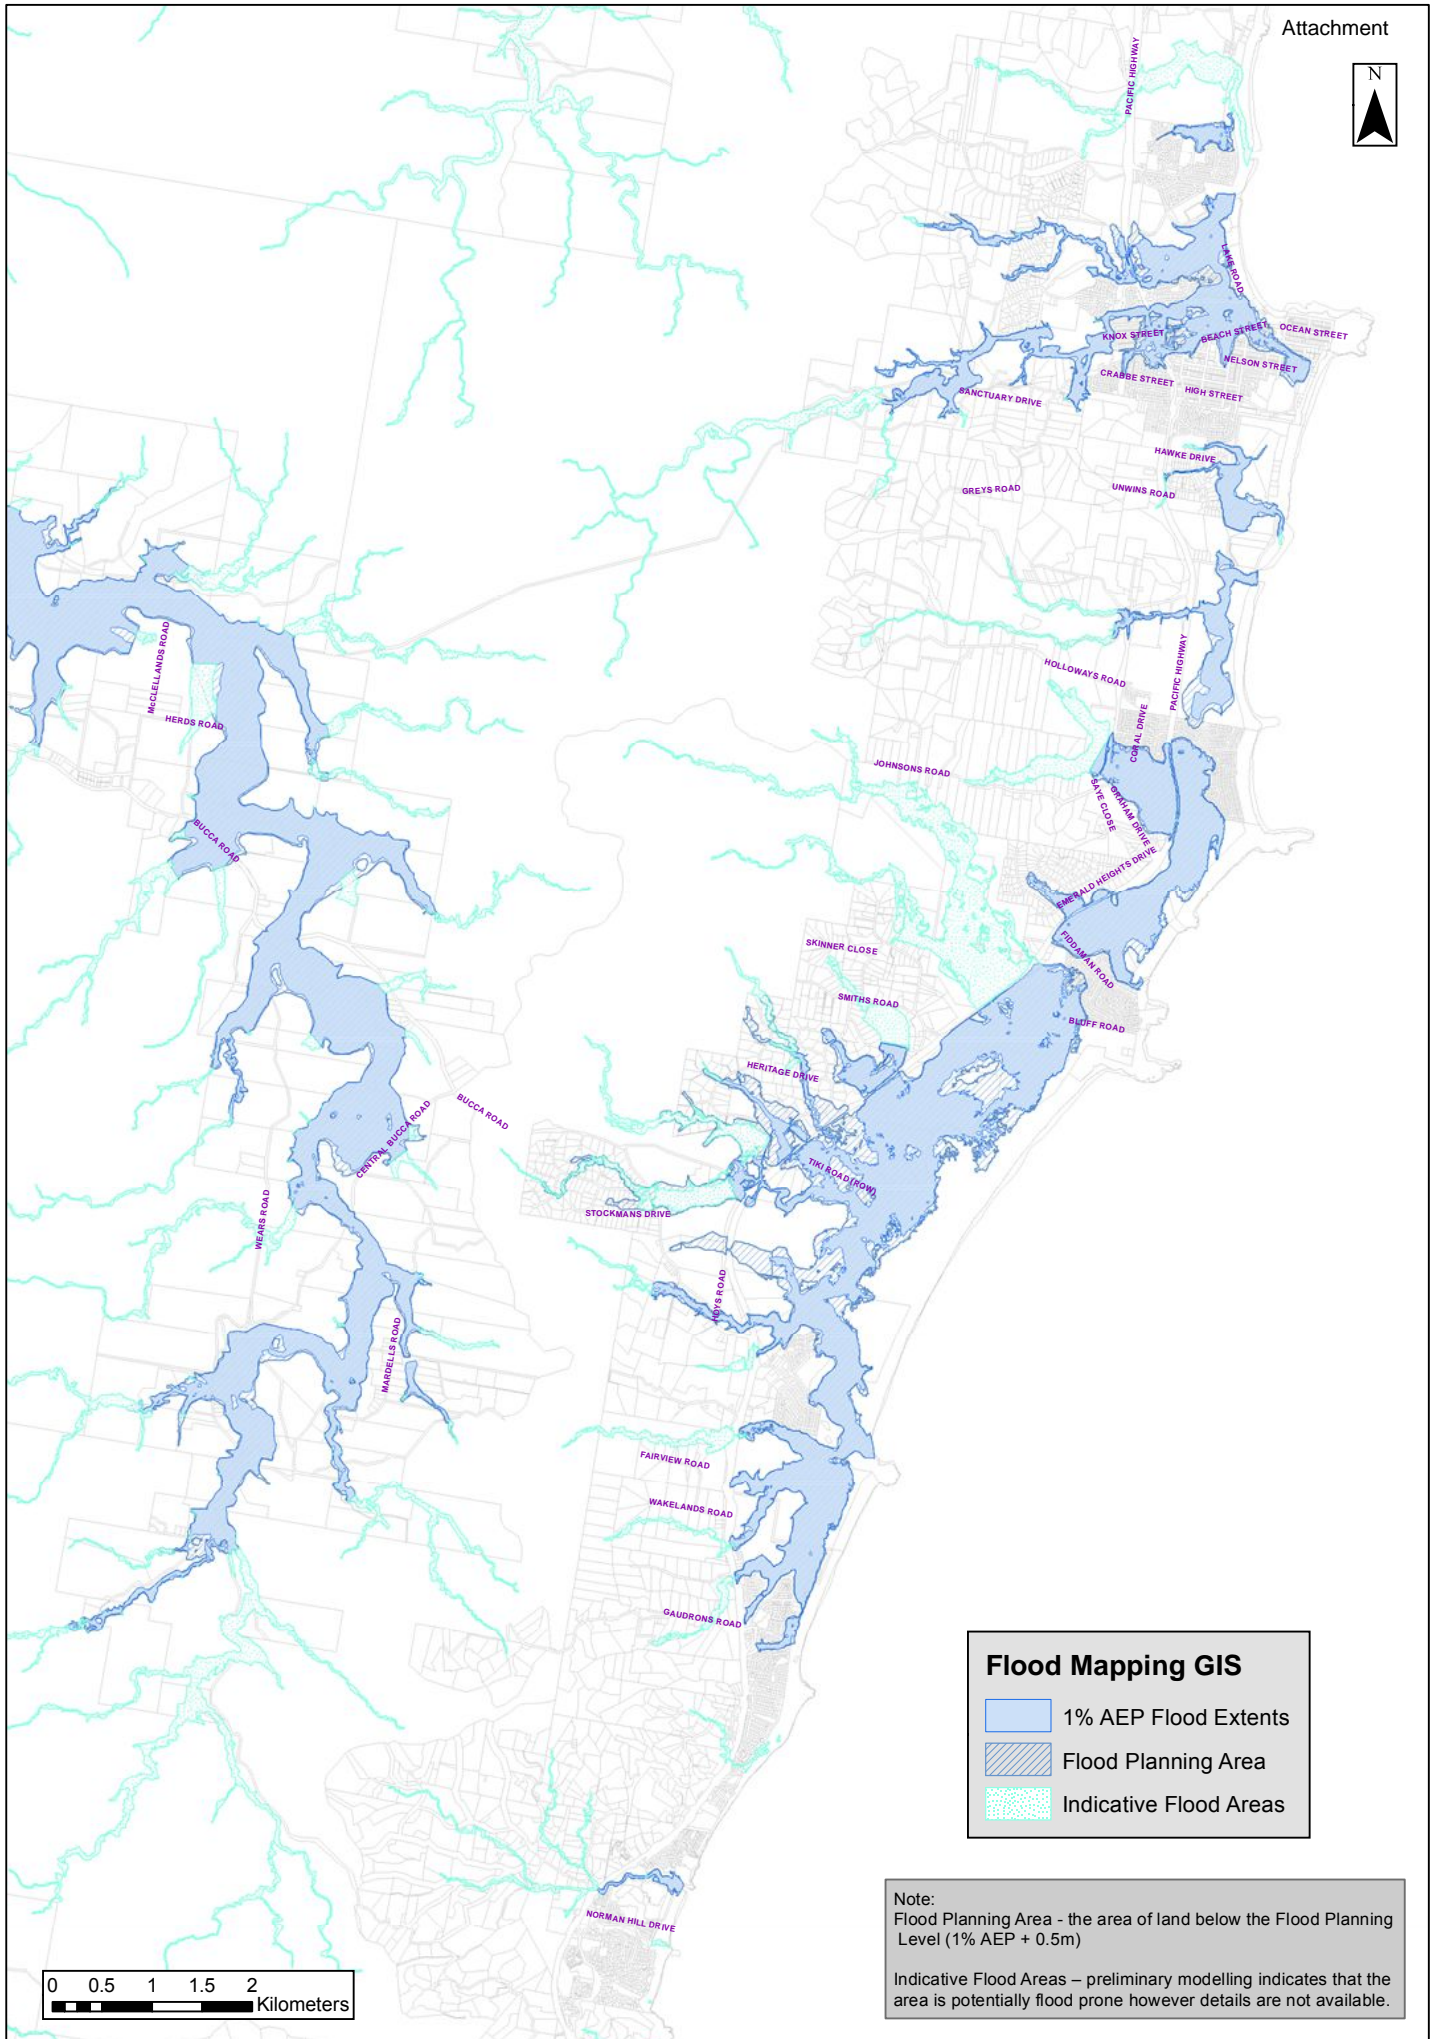 Attachment
PACIFIC HIGHWAY
N
LAKE ROAD
KNOX STREET
BEACH STREET
OCEAN STREET
NELSON STREET
CRABBE STREET
HIGH STREET
SANCTUARY DRIVE
HAWKE DRIVE
GREYS ROAD
UNWINS ROAD
McCLELLANDS ROAD
HERDS ROAD
HOLLOWAYS ROAD
PACIFIC HIGHWAY
CORAL DRIVE
JOHNSONS ROAD
SAYE CLOSE
GRAHAM DRIVE
BUCCA ROAD
EMERALD HEIGHTS DRIVE
SKINNER CLOSE
FIDDAMAN ROAD
SMITHS ROAD
BLUFF ROAD
HERITAGE DRIVE
BUCCA ROAD
CENTRAL BUCCA ROAD
TIKI ROAD (ROW)
WEARS ROAD
STOCKMANS DRIVE
HOYS ROAD
MARDELLS ROAD
FAIRVIEW ROAD
WAKELANDS ROAD
GAUDRONS ROAD
Flood Mapping GIS
1% AEP Flood Extents
Flood Planning Area
Indicative Flood Areas
NORMAN HILL DRIVE
Note:
Flood Planning Area - the area of land below the Flood Planning
Level (1% AEP + 0.5m)
Indicative Flood Areas – preliminary modelling indicates that the
area is potentially flood prone however details are not available.
0 0.5 1 1.5 2
Kilometers